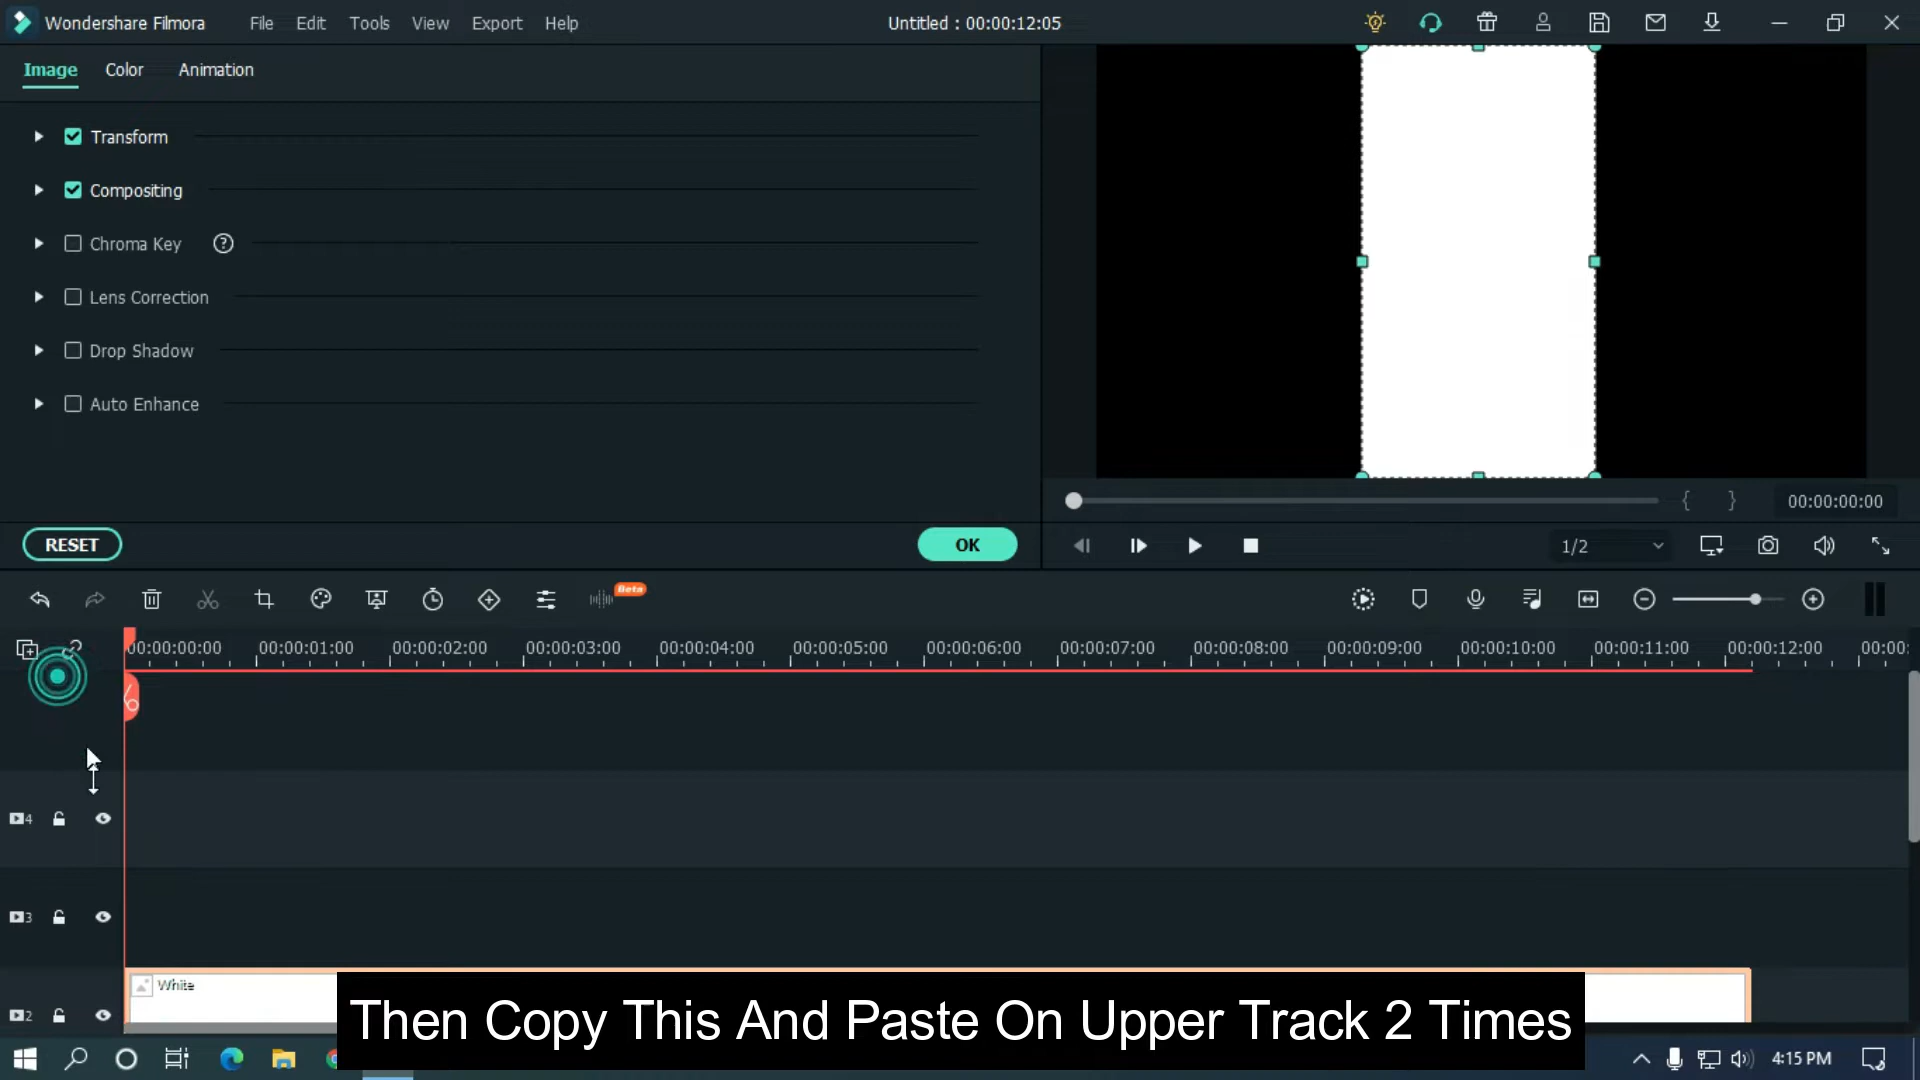 Wondershare Filmora File Edit Tools View Export Help Untitled : 00:00:12:05
Image Color Animation
Transform
Compositing
Chroma Key ?
Lens Correction
Drop Shadow
Auto Enhance
00:00:00:00
RESET OK 1/2
Beta
00:00:00:00 00:00:01:00 00:00:02:00 00:00:03:00 00:00:04:00 00:00:05:00 00:00:06:00 00:00:07:00 00:00:08:00 00:00:09:00 00:00:10:00 00:00:11:00 00:00:12:00 00:00:
4
3
White
2
Then Copy This And Paste On Upper Track 2 Times
4:15 PM